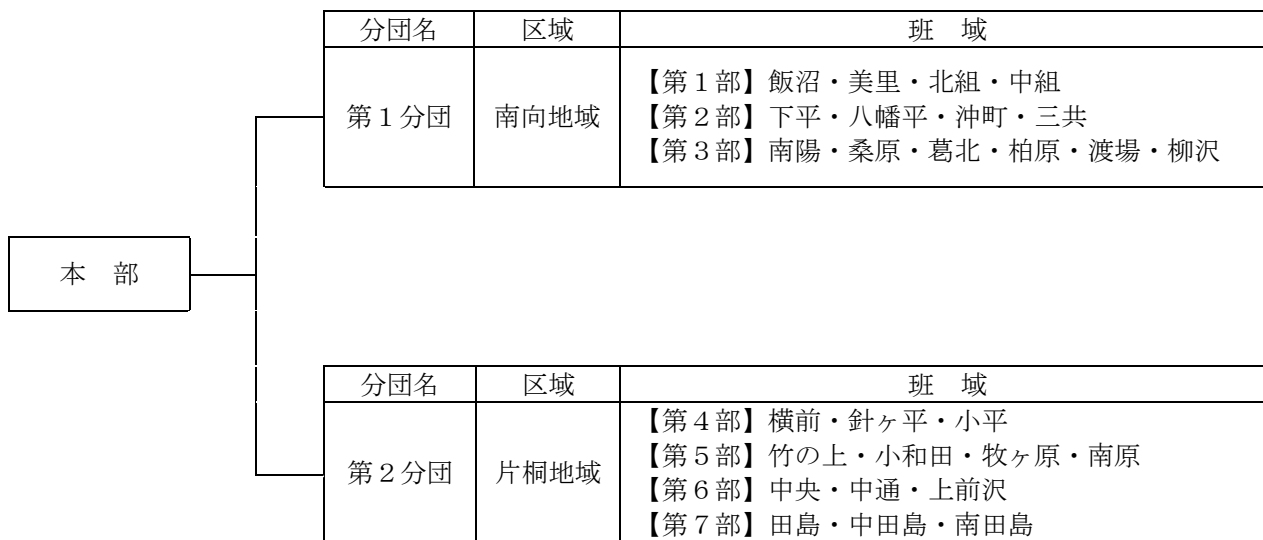 分団名 区域 班 域
第1分団 南向地域
【第1部】飯沼・美里・北組・中組
【第2部】下平・八幡平・沖町・三共
【第3部】南陽・桑原・葛北・柏原・渡場・柳沢
本 部
分団名 区域 班 域
第2分団 片桐地域
【第4部】横前・針ヶ平・小平
【第5部】竹の上・小和田・牧ヶ原・南原
【第6部】中央・中通・上前沢
【第7部】田島・中田島・南田島